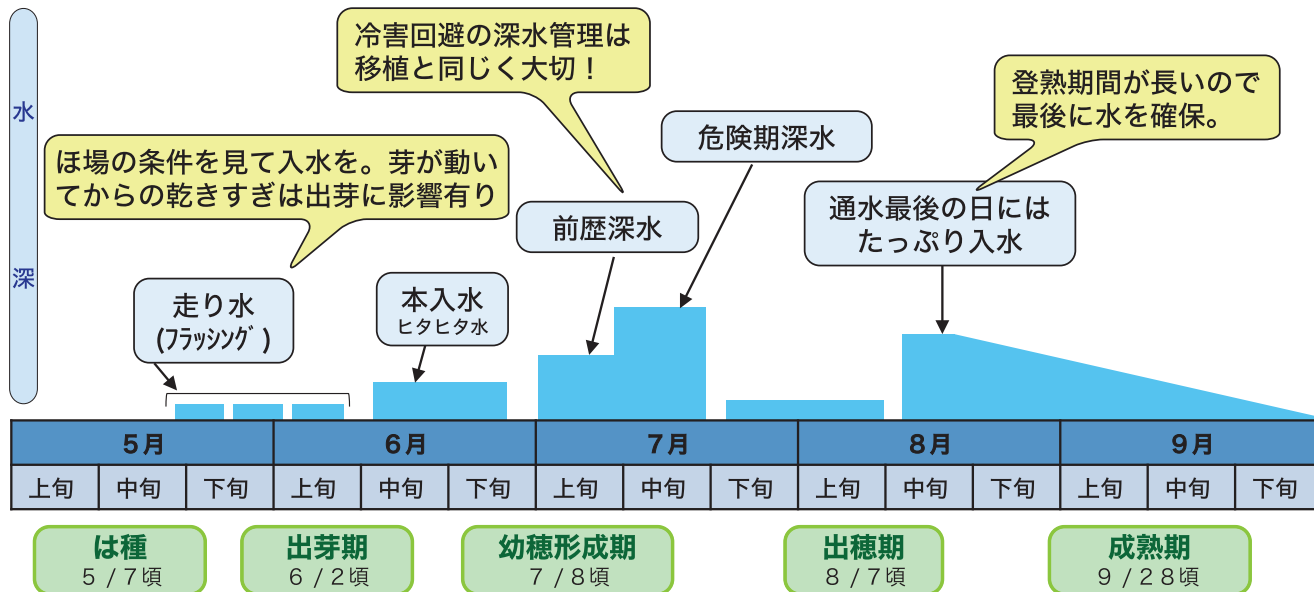 冷害回避の深水管理は
移植と同じく大切！
登熟期間が長いので
最後に水を確保。
ほ場の条件を見て入水を。芽が動い
てからの乾きすぎは出芽に影響有り
危険期深水
通水最後の日には
たっぷり入水
前歴深水
走り水
(ﾌﾗｯｼﾝｸﾞ)
本入水
ヒタヒタ水
水
深
5月 6月 7月 8月 9月
上旬 中旬 下旬 上旬 中旬 下旬 上旬 中旬 下旬 上旬 中旬 下旬 上旬 中旬 下旬
は種
5/7頃
出芽期
6/2頃
幼穂形成期
7/8頃
出穂期
8/7頃
成熟期
9/28頃